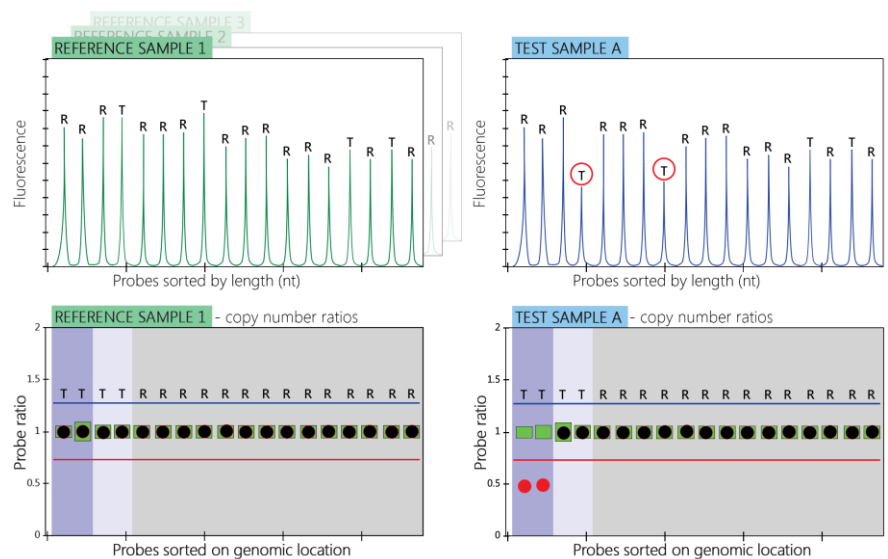 REFERENCE SAMPLE 3
REFERENCE SAMPLE 2
REFERENCE SAMPLE 1
Fluorescence
R R R T R R R T R R R R R R T R T R R R
Probes sorted by length (nt)
TEST SAMPLE A
Fluorescence
R R R T R R R T R R R R R R T R T R
Probes sorted by length (nt)
REFERENCE SAMPLE 1 - copy number ratios
Probe ratio
2
1.5
1
0.5
0
T T T T R R R R R R R R R R R R R R
Probes sorted on genomic location
TEST SAMPLE A - copy number ratios
Probe ratio
2
1.5
1
0.5
0
T T T T R R R R R R R R R R R R R R
Probes sorted on genomic location